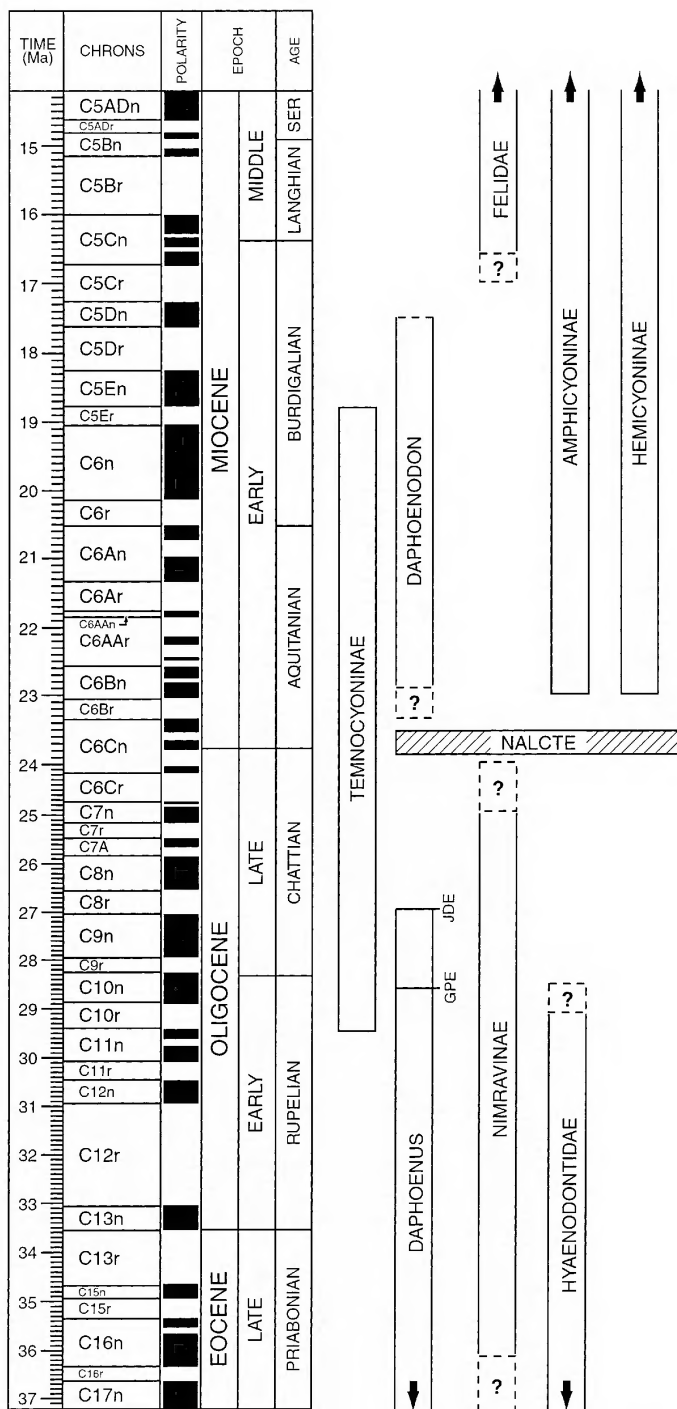 TIME
(Ma)
CHRONS
POLARITY
EPOCH
AGE
C5ADn
C5ADr
15
C5Bn
C5Br
16
C5Cn
17
C5Cr
C5Dn
18
C5Dr
C5En
19
C5Er
C6n
20
C6r
21
C6An
C6Ar
22
C6AAn
C6AAr
23
C6Bn
C6Br
C6Cn
24
C6Cr
25
C7n
C7r
C7A
26
C8n
27
C8r
C9n
28
C9r
C10n
29
C10r
C11n
30
C11r
C12n
31
C12r
32
33
C13n
34
C13r
C15n
35
C15r
C16n
36
C16r
37
C17n
MIOCENE
OLIGOCENE
EOCENE
MIDDLE
EARLY
LATE
EARLY
LATE
SER
LANGHIAN
BURDIGALIAN
AQUITANIAN
CHATTIAN
RUPELIAN
PRIABONIAN
TEMNOCYONINAE
DAPHOENODON
?
FELIDAE
?
AMPHICYONINAE
HEMICYONINAE
NALCTE
JDE
GPE
DAPHOENUS
?
NIMRAVINAE
?
?
HYAENODONTIDAE